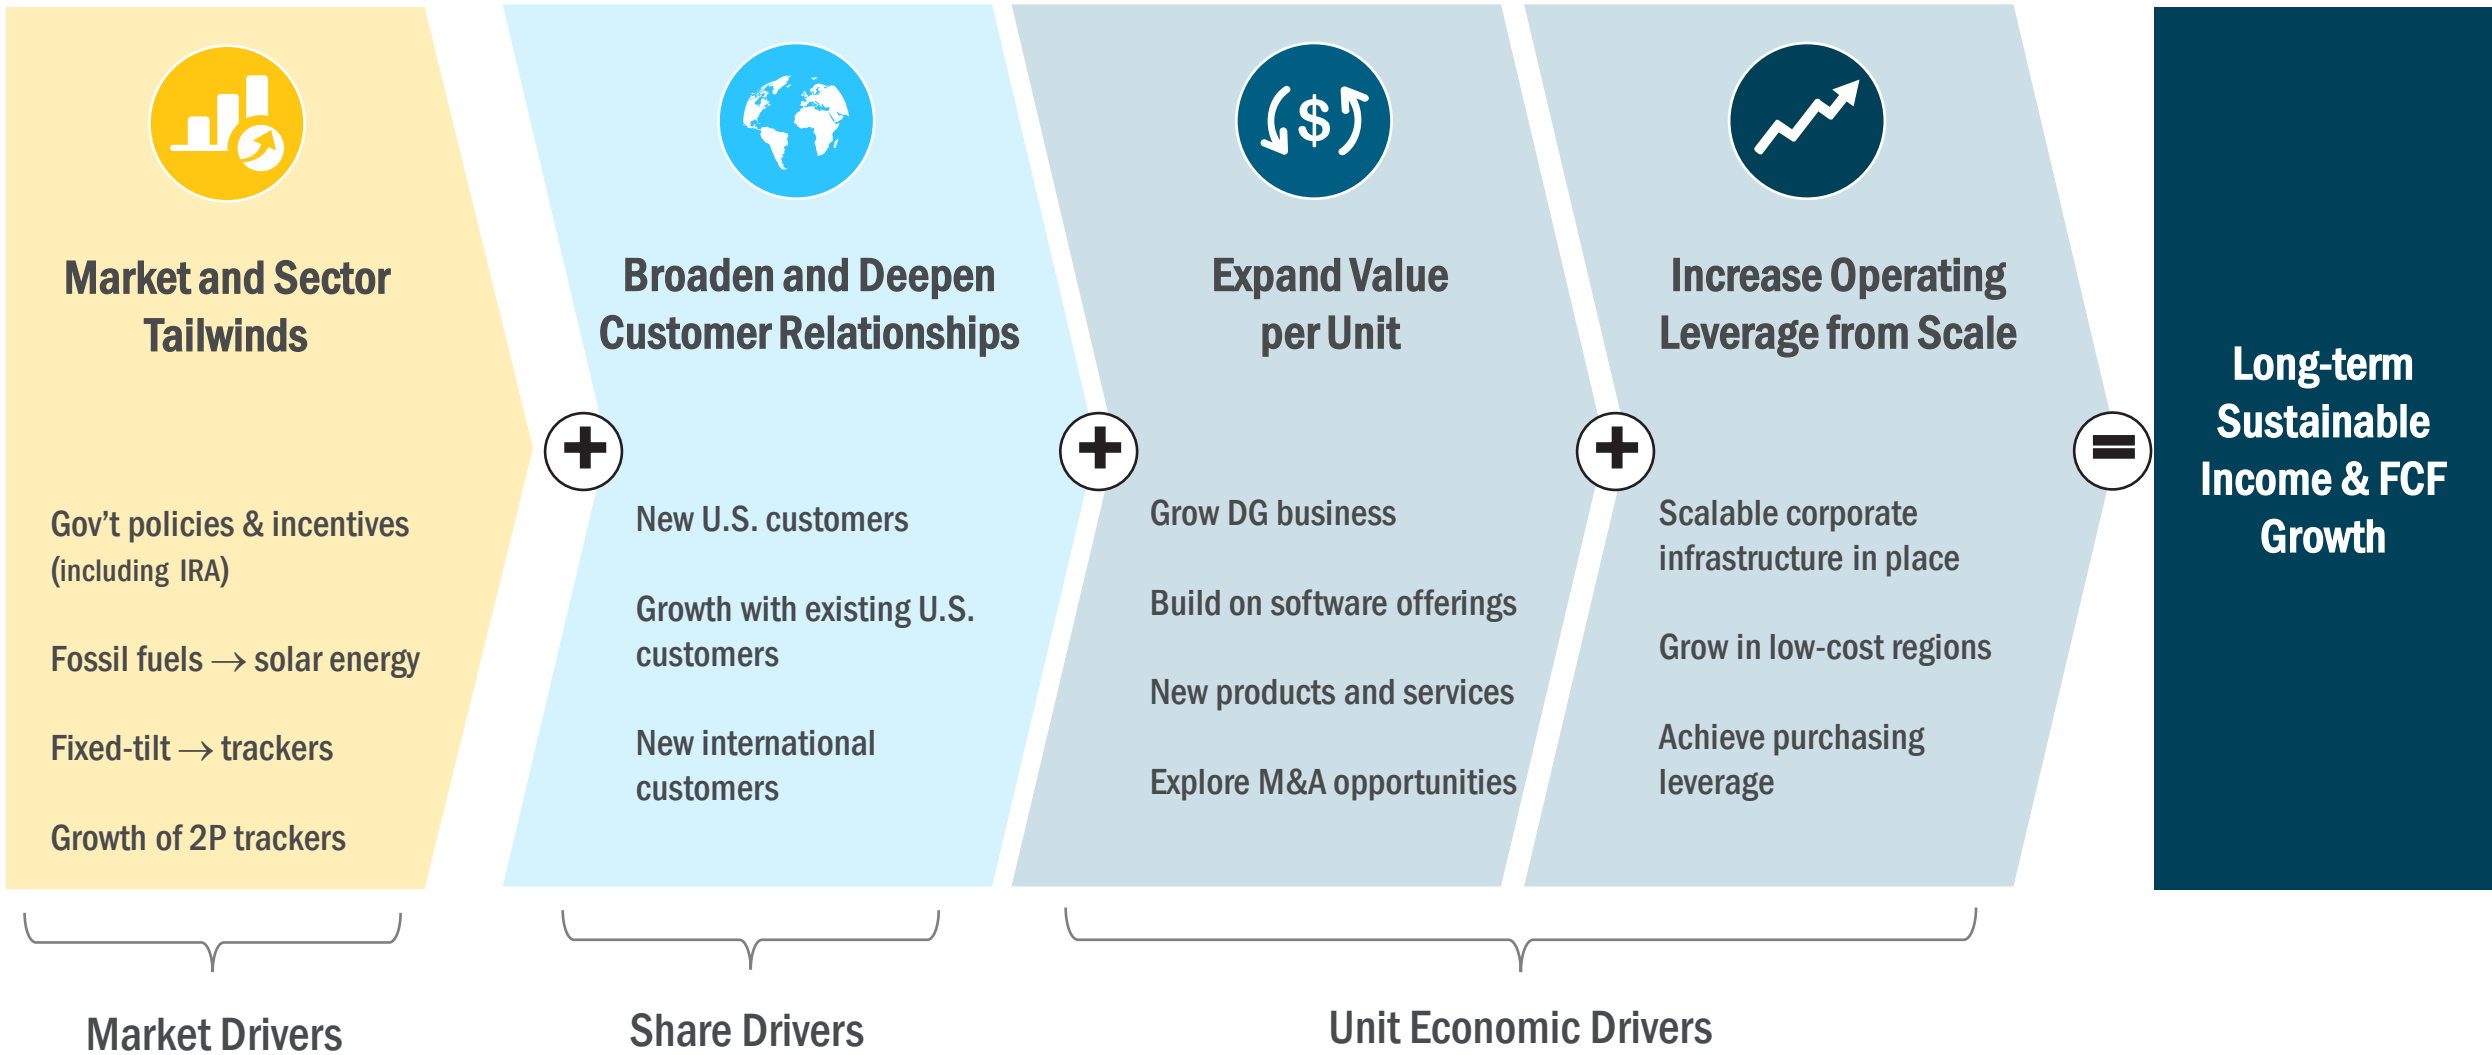 Market and Sector
Tailwinds
Gov't policies & incentives
(including IRA)
Fossil fuels → solar energy
Fixed-tilt → trackers
Growth of 2P trackers
Market Drivers
+
Broaden and Deepen
Customer Relationships
New U.S. customers
Growth with existing U.S.
customers
New international
customers
Share Drivers
+
$
Expand Value
per Unit
Grow DG business
Build on software offerings
New products and services
Explore M&A opportunities
+
Increase Operating
Leverage from Scale
Scalable corporate
infrastructure in place
Grow in low-cost regions
Achieve purchasing
leverage
Unit Economic Drivers
=
Long-term
Sustainable
Income & FCF
Growth